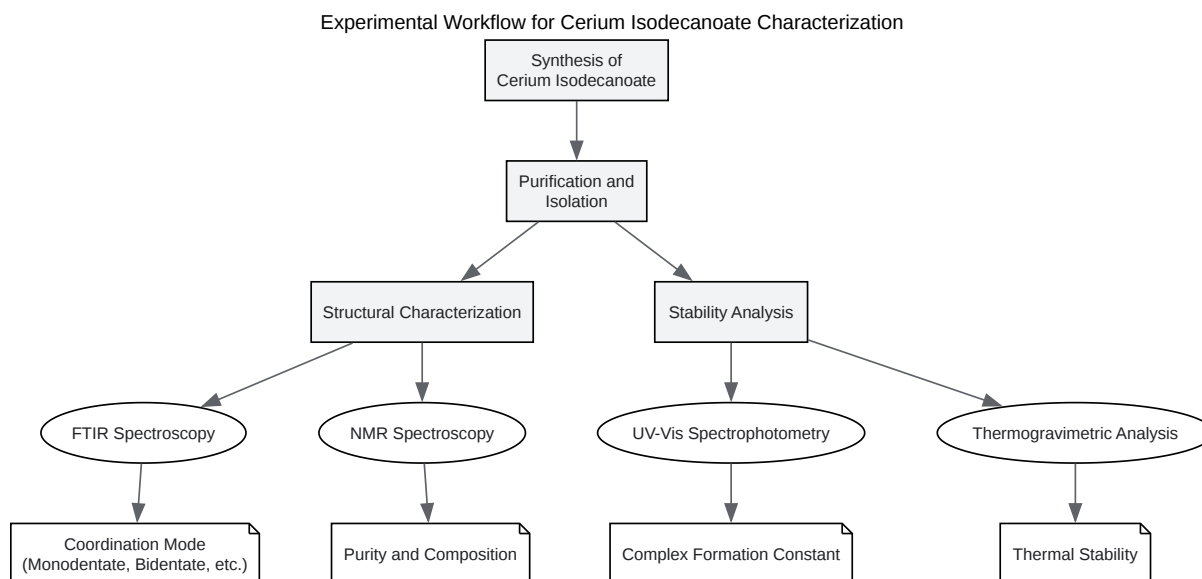 Experimental Workflow for Cerium Isodecanoate Characterization
Synthesis of
Cerium Isodecanoate
Purification and
Isolation
Structural Characterization
Stability Analysis
FTIR Spectroscopy
NMR Spectroscopy
UV-Vis Spectrophotometry
Thermogravimetric Analysis
Coordination Mode
(Monodentate, Bidentate, etc.)
Purity and Composition
Complex Formation Constant
Thermal Stability